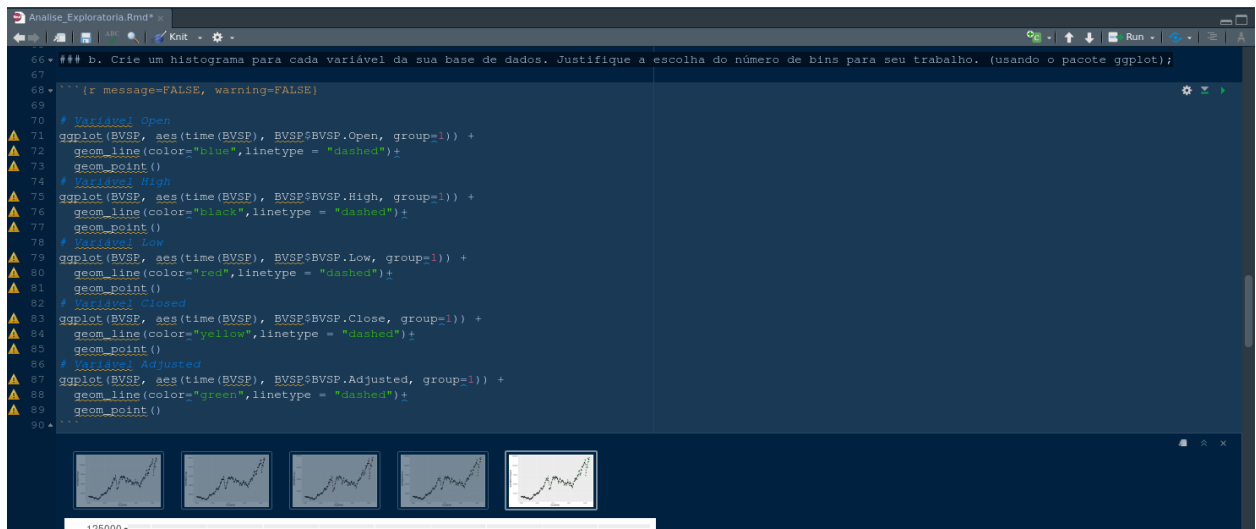 Analise_Exploratoria.Rmd*
ABC Knit Run
66 ### b. Crie um histograma para cada variável da sua base de dados. Justifique a escolha do número de bins para seu trabalho. (usando o pacote ggplot);
67
68 ```{r message=FALSE, warning=FALSE}
69
70 # Variável Open
71 ggplot(BVSP, aes(time(BVSP), BVSP$BVSP.Open, group=1)) +
72 geom_line(color="blue",linetype = "dashed")+
73 geom_point()
74 # Variável High
75 ggplot(BVSP, aes(time(BVSP), BVSP$BVSP.High, group=1)) +
76 geom_line(color="black",linetype = "dashed")+
77 geom_point()
78 # Variável Low
79 ggplot(BVSP, aes(time(BVSP), BVSP$BVSP.Low, group=1)) +
80 geom_line(color="red",linetype = "dashed")+
81 geom_point()
82 # Variável Closed
83 ggplot(BVSP, aes(time(BVSP), BVSP$BVSP.Close, group=1)) +
84 geom_line(color="yellow",linetype = "dashed")+
85 geom_point()
86 # Variável Adjusted
87 ggplot(BVSP, aes(time(BVSP), BVSP$BVSP.Adjusted, group=1)) +
88 geom_line(color="green",linetype = "dashed")+
89 geom_point()
90 ```
125000